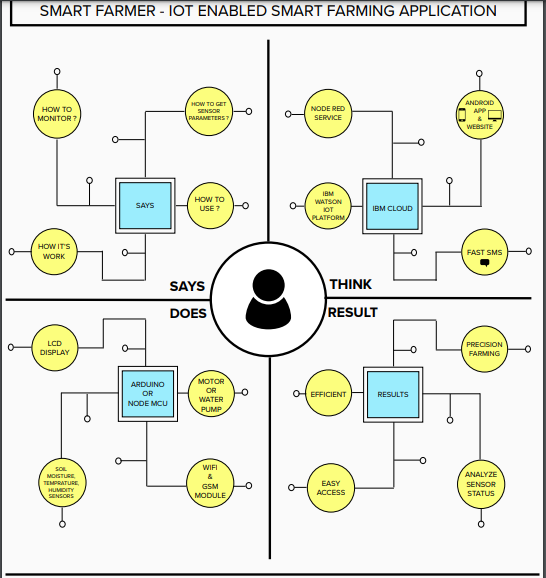 SMART FARMER - IOT ENABLED SMART FARMING APPLICATION
HOW TO
MONITOR ?
HOW TO GET
SENSOR
PARAMETERS ?
SAYS
HOW TO
USE ?
HOW IT'S
WORK
SAYS
NODE RED
SERVICE
ANDROID
APP
&
WEBSITE
IBM
WATSON
IOT
PLATFORM
IBM CLOUD
FAST SMS
THINK
DOES
LCD
DISPLAY
ARDUINO
OR
NODE MCU
MOTOR
OR
WATER
PUMP
SOIL
MOISTURE,
TEMPRATURE,
HUMIDITY
SENSORS
WIFI
&
GSM
MODULE
RESULT
PRECISION
FARMING
EFFICIENT
RESULTS
EASY
ACCESS
ANALYZE
SENSOR
STATUS